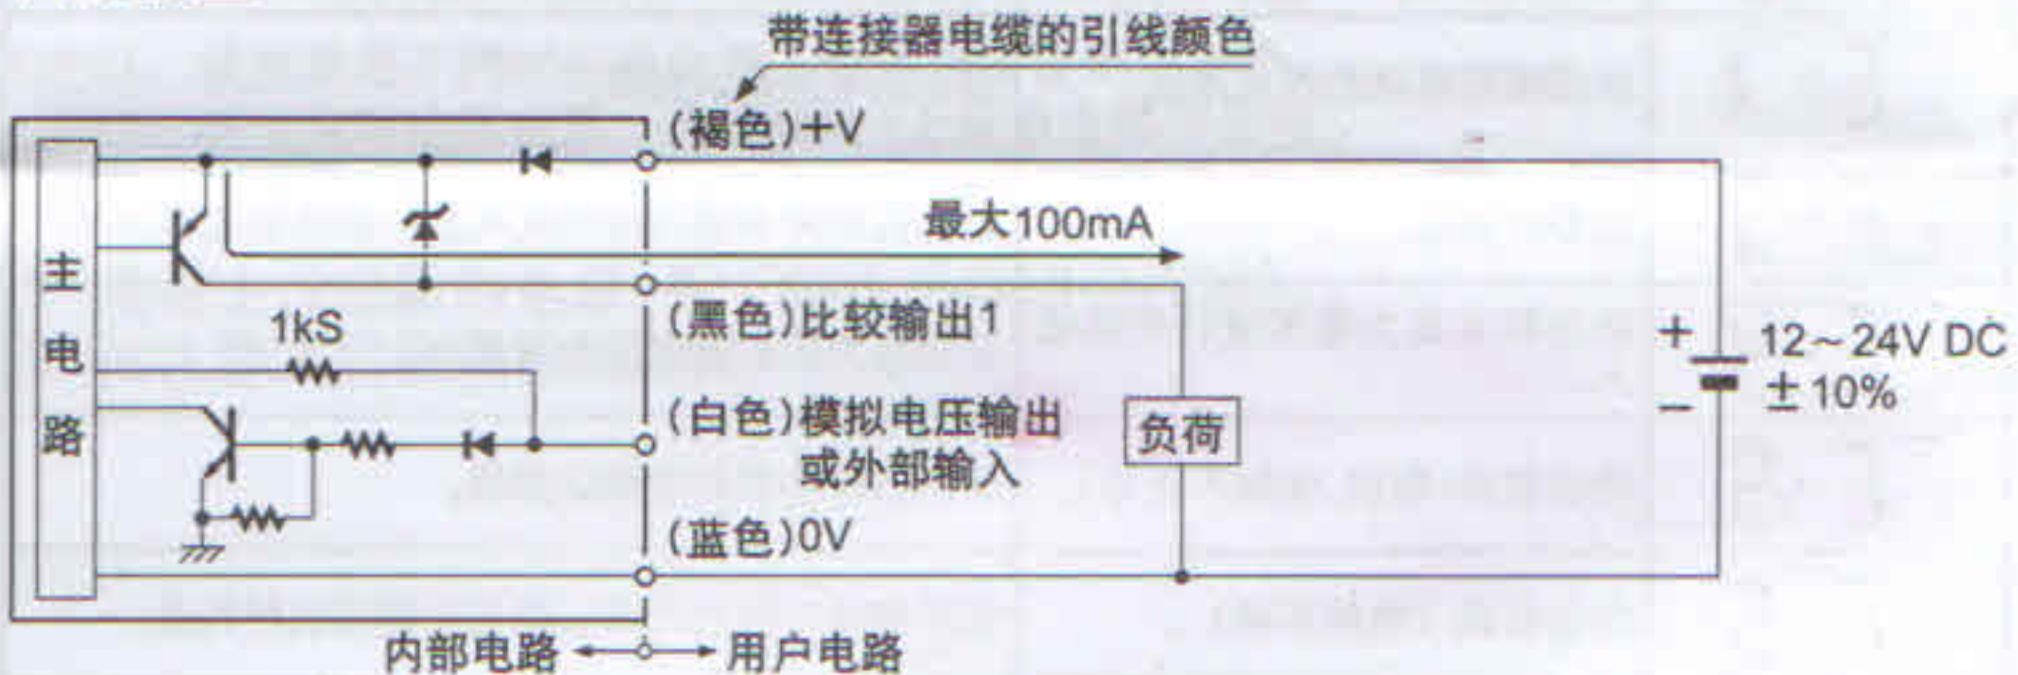 带连接器电缆的引线颜色
(褐色)+V
最大100mA
主电路
1kS
(黑色)比较输出1
(白色)模拟电压输出
或外部输入
负荷
+
12~24V DC
−
±10%
(蓝色)0V
内部电路
用户电路